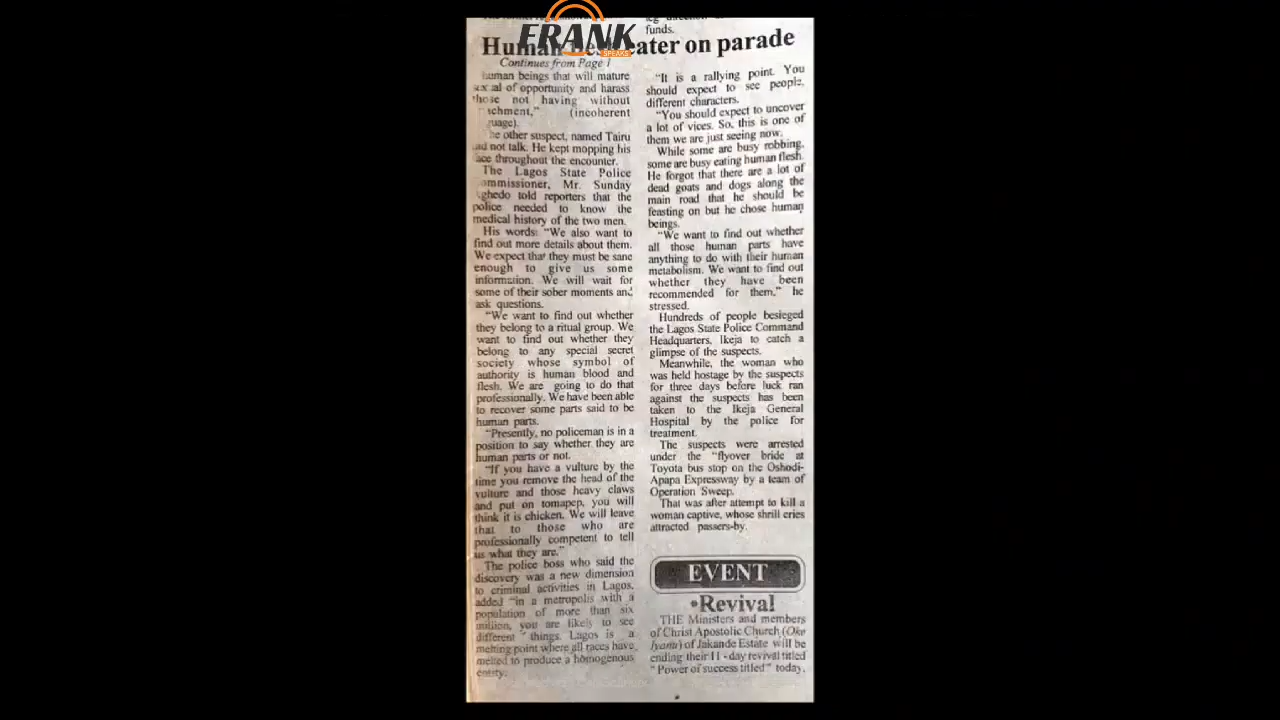 funds.
FRANK
SPEAKS
Human eater on parade
Continues from Page 1
human beings that will mature
al of opportunity and harass
those not having without
chment," (incoherent
uage).
he other suspect, named Tairu
did not talk. He kept mopping his
face throughout the encounter.
The Lagos State Police
ommissioner, Mr. Sunday
ghedo told reporters that the
police needed to know the
medical history of the two men.
His words: "We also want to
find out more details about them.
We expect that they must be sane
enough to give us some
information. We will wait for
some of their sober moments and
ask questions.
"We want to find out whether
they belong to a ritual group. We
want to find out whether they
belong to any special secret
society whose symbol of
authority is human blood and
flesh. We are going to do that
professionally. We have been able
to recover some parts said to be
human parts.
"Presently, no policeman is in a
position to say whether they are
human parts or not.
"If you have a vulture by the
time you remove the head of the
vulture and those heavy claws
and put on tomapep, you will
think it is chicken. We will leave
that to those who are
professionally competent to tell
us what they are."
The police boss who said the
discovery was a new dimension
to criminal activities in Lagos,
added "in a metropolis with a
population of more than six
million, you are likely to see
different things. Lagos is a
melting point where all races have
melted to produce a homogenous
entity.
"It is a rallying point. You
should expect to see people,
different characters.
"You should expect to uncover
a lot of vices. So, this is one of
them we are just seeing now.
While some are busy robbing,
some are busy eating human flesh.
He forgot that there are a lot of
dead goats and dogs along the
main road that he should be
feasting on but he chose human
beings.
"We want to find out whether
all those human parts have
anything to do with their human
metabolism. We want to find out
whether they have been
recommended for them," he
stressed.
Hundreds of people besieged
the Lagos State Police Command
Headquarters, Ikeja to catch a
glimpse of the suspects.
Meanwhile, the woman who
was held hostage by the suspects
for three days before luck ran
against the suspects has been
taken to the Ikeja General
Hospital by the police for
treatment.
The suspects were arrested
under the "flyover bride at
Toyota bus stop on the Oshodi-
Apapa Expressway by a team of
Operation Sweep.
That was after attempt to kill a
woman captive, whose shrill cries
attracted passers-by.
EVENT
•Revival
THE Ministers and members
of Christ Apostolic Church (Oke
Iyanu) of Jakande Estate will be
ending their 11 - day revival titled
"Power of success titled" today.